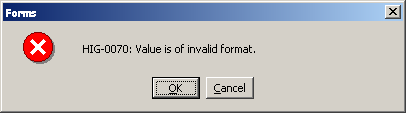 Forms
HIG-0070: Value is of invalid format.
OK Cancel